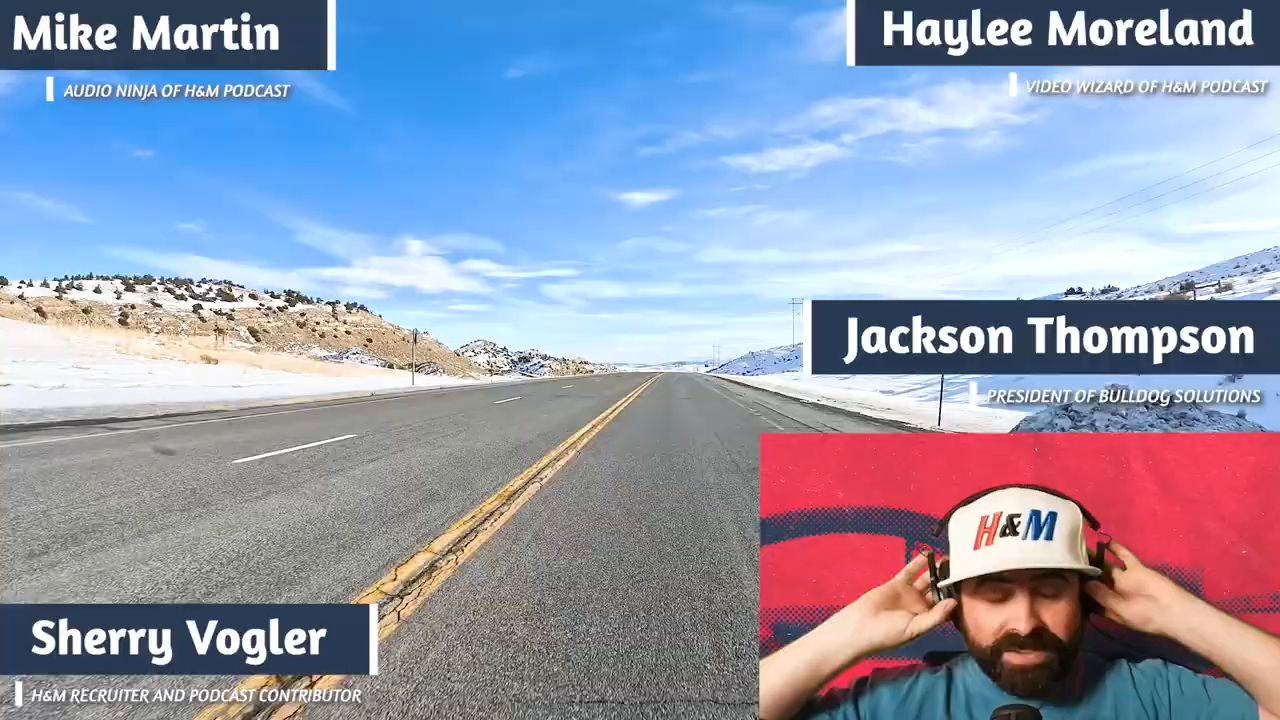 Mike Martin
AUDIO NINJA OF H&M PODCAST
Haylee Moreland
VIDEO WIZARD OF H&M PODCAST
Jackson Thompson
PRESIDENT OF BULLDOG SOLUTIONS
H&M
Sherry Vogler
H&M RECRUITER AND PODCAST CONTRIBUTOR